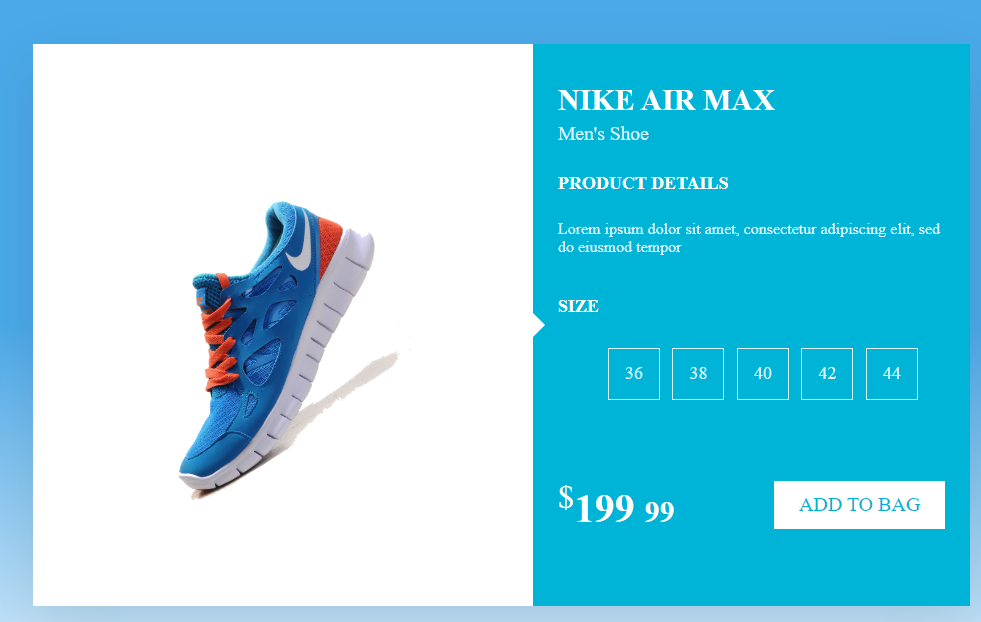 NIKE AIR MAX
Men's Shoe
PRODUCT DETAILS
Lorem ipsum dolor sit amet, consectetur adipiscing elit, sed
do eiusmod tempor
SIZE
36 38 40 42 44
$199 99
ADD TO BAG